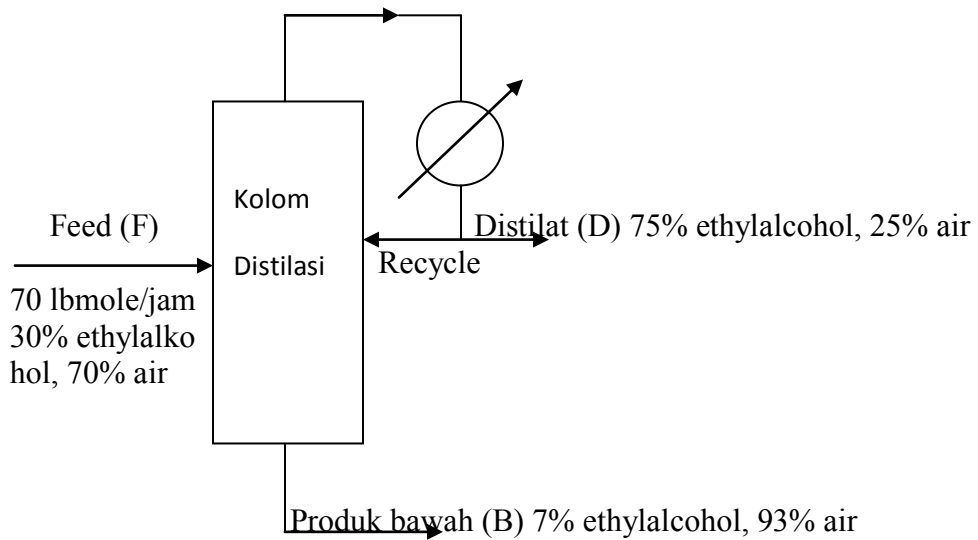 Kolom
Distilasi
Feed (F)
70 lbmole/jam
30% ethylalko
hol, 70% air
Distilat (D) 75% ethylalcohol, 25% air
Recycle
Produk bawah (B) 7% ethylalcohol, 93% air